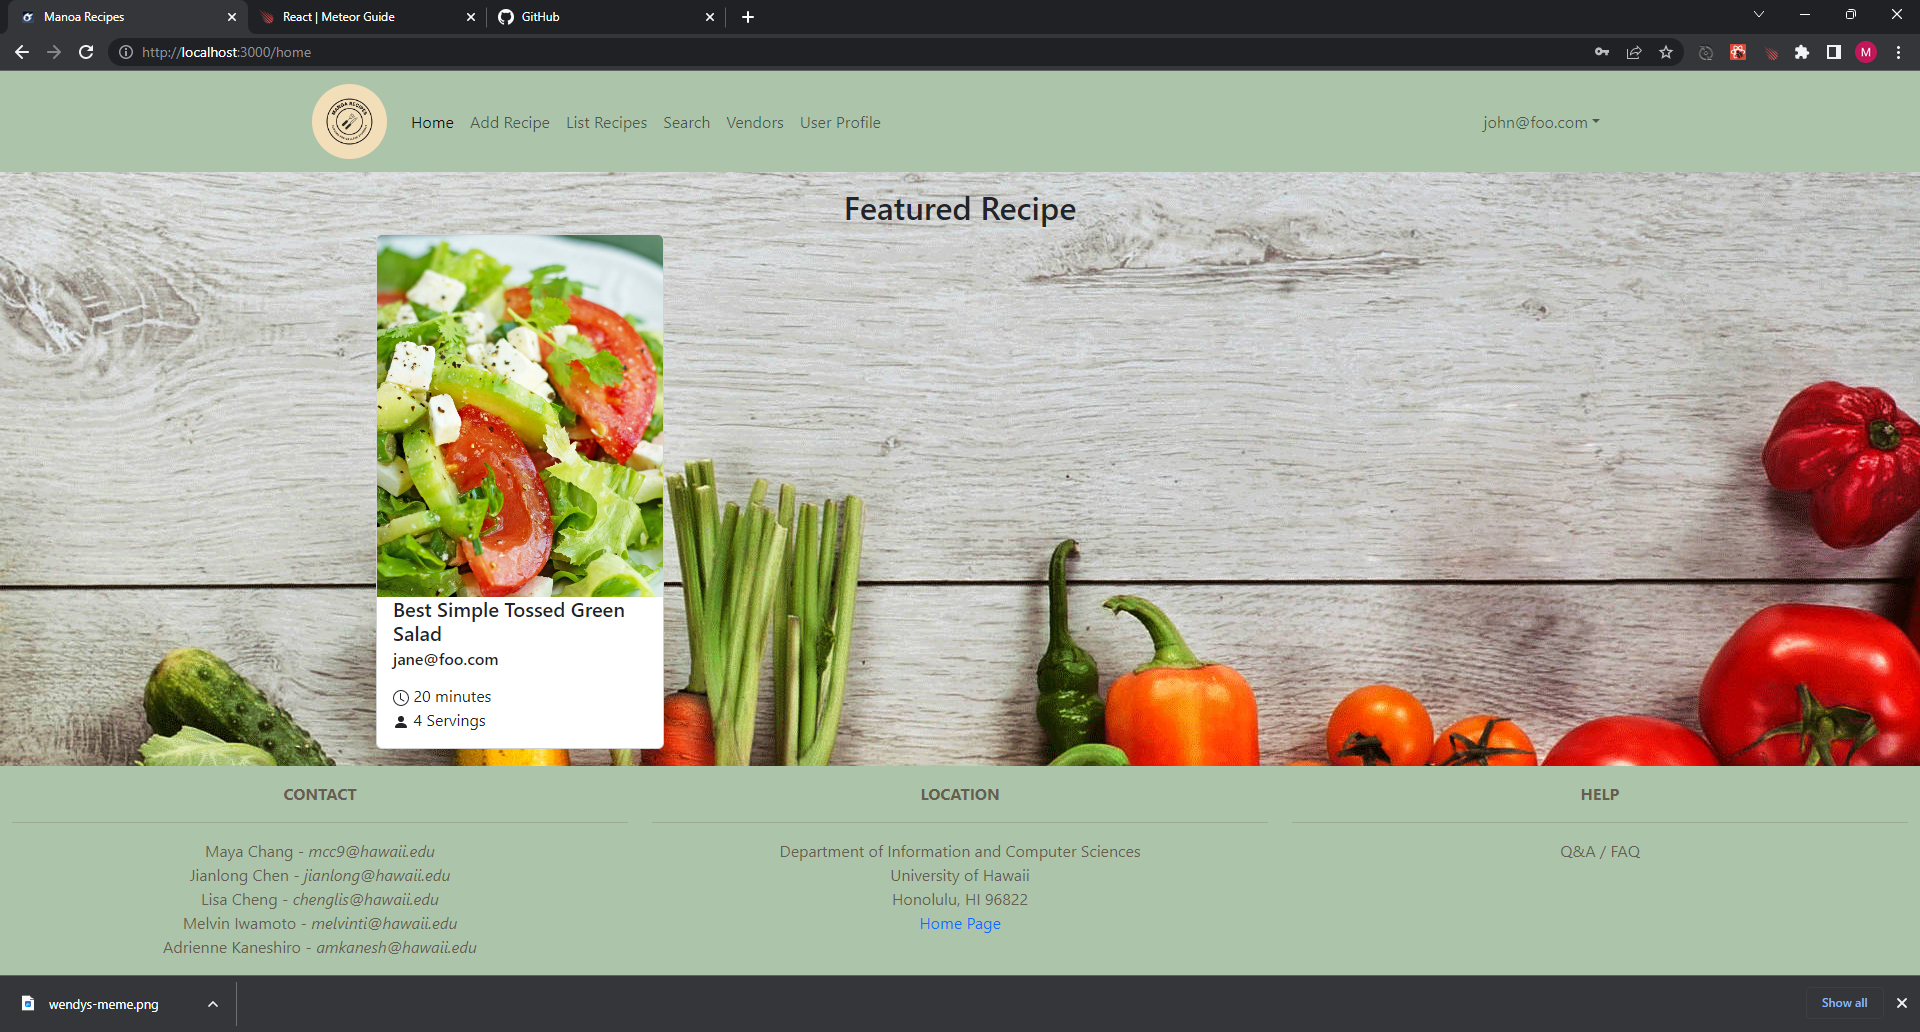 Manoa Recipes
React | Meteor Guide
GitHub
http://localhost:3000/home
M
MANOA RECIPES
Home
Add Recipe
List Recipes
Search
Vendors
User Profile
john@foo.com
Featured Recipe
Best Simple Tossed Green
Salad
jane@foo.com
20 minutes
4 Servings
CONTACT
Maya Chang - mcc9@hawaii.edu
Jianlong Chen - jianlong@hawaii.edu
Lisa Cheng - chenglis@hawaii.edu
Melvin Iwamoto - melvinti@hawaii.edu
Adrienne Kaneshiro - amkanesh@hawaii.edu
LOCATION
Department of Information and Computer Sciences
University of Hawaii
Honolulu, HI 96822
Home Page
HELP
Q&A / FAQ
wendys-meme.png
Show all